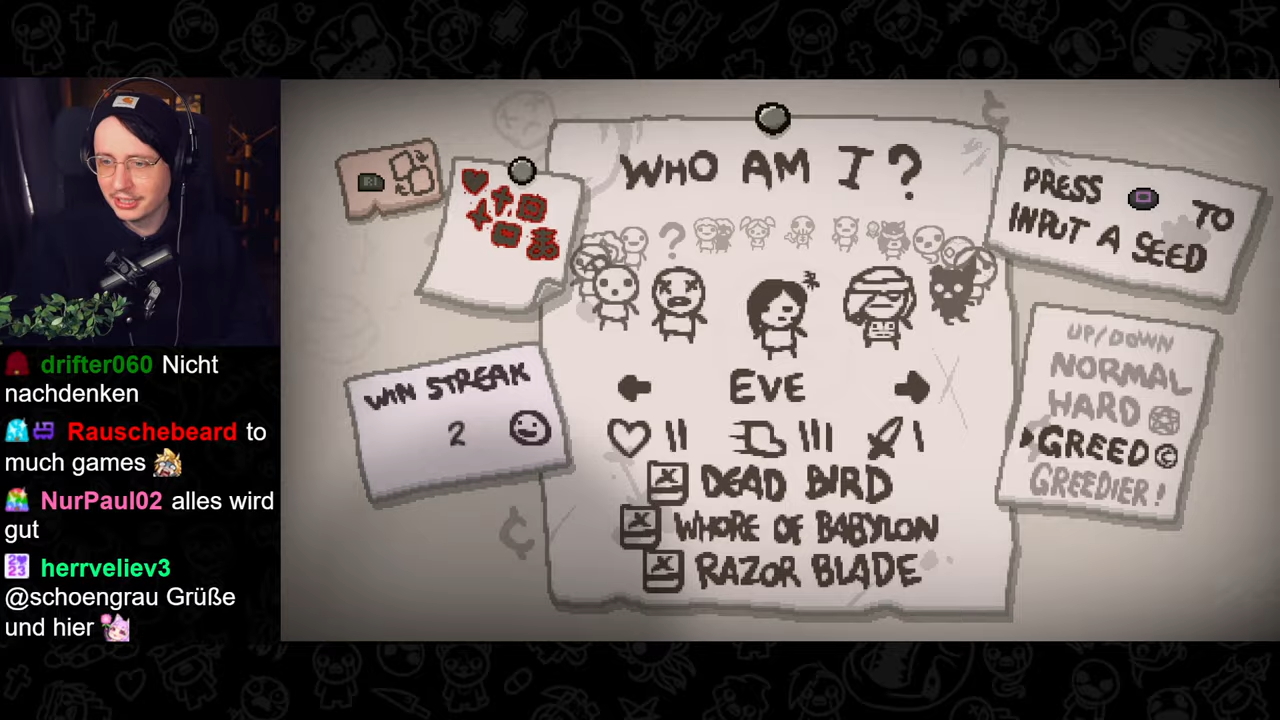 drifter060 Nicht
nachdenken
Rauschebeard to
much games
NurPaul02 alles wird
gut
herrveliev3
@schoengrau Grüße
und hier
R1
WHO AM I?
PRESS TO
INPUT A SEED
WIN STREAK
2
EVE
DEAD BIRD
WHORE OF BABYLON
RAZOR BLADE
UP/DOWN
NORMAL
HARD
GREED
GREEDIER!